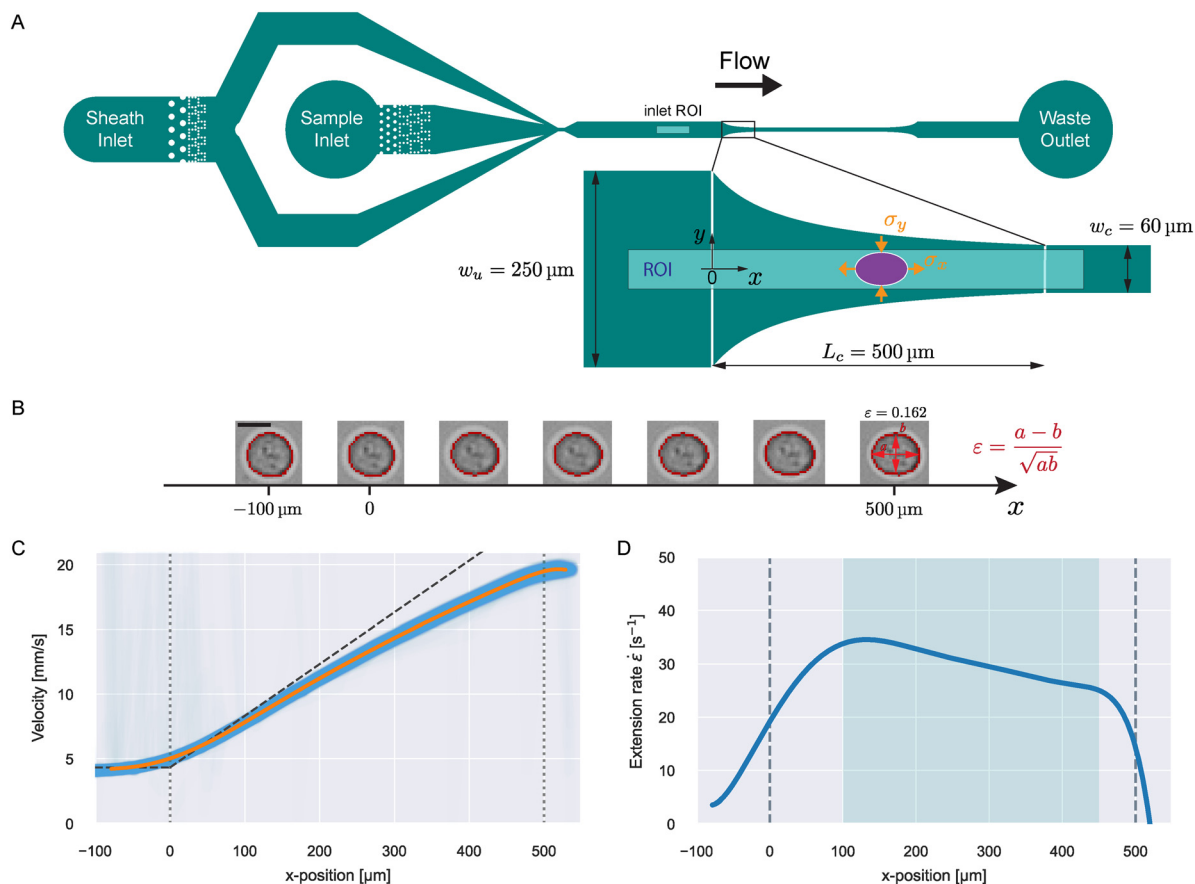 A
Flow
inlet ROI
Sheath
Inlet
Sample
Inlet
Waste
Outlet
w_u = 250 µm
ROI
y
0
x
σ_y
σ_x
w_c = 60 µm
L_c = 500 µm
B
ε = 0.162
b
a
ε = (a − b)/√ab
−100 µm
0
500 µm
x
C
Velocity [mm/s]
20
15
10
5
0
−100
0
100
200
300
400
500
x-position [µm]
D
Extension rate ε̇ [s⁻¹]
50
40
30
20
10
0
−100
0
100
200
300
400
500
x-position [µm]